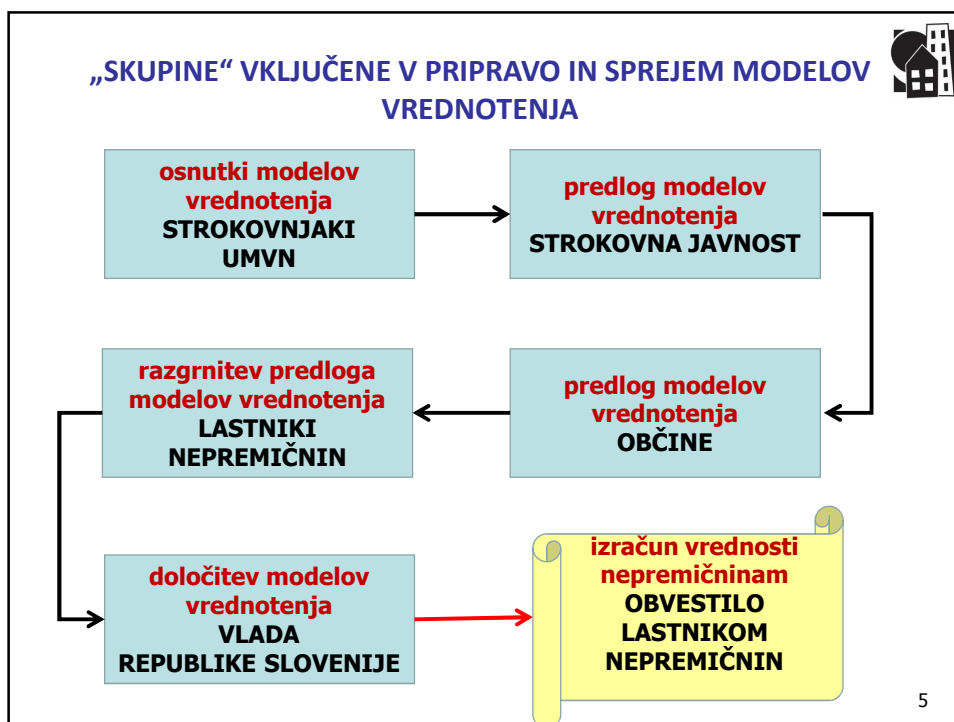 „SKUPINE“ VKLJUČENE V PRIPRAVO IN SPREJEM MODELOV
VREDNOTENJA
osnutki modelov
vrednotenja
STROKOVNJAKI
UMVN
predlog modelov
vrednotenja
STROKOVNA JAVNOST
predlog modelov
vrednotenja
OBČINE
razgrnitev predloga
modelov vrednotenja
LASTNIKI
NEPREMIČNIN
določitev modelov
vrednotenja
VLADA
REPUBLIKE SLOVENIJE
izračun vrednosti
nepremičninam
OBVESTILO
LASTNIKOM
NEPREMIČNIN
5